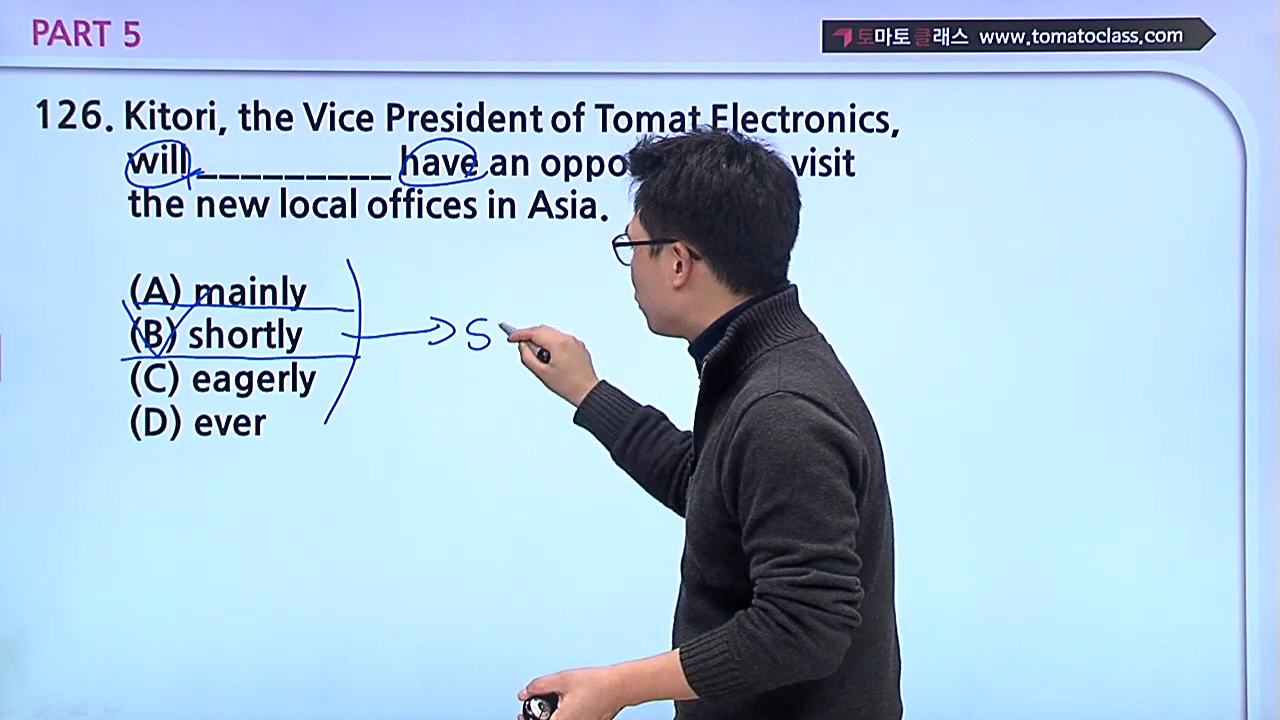 PART 5
토마토클래스 www.tomatoclass.com
126. Kitori, the Vice President of Tomat Electronics,
will _________ have an oppo visit
the new local offices in Asia.
(A) mainly
(B) shortly
(C) eagerly
(D) ever
S